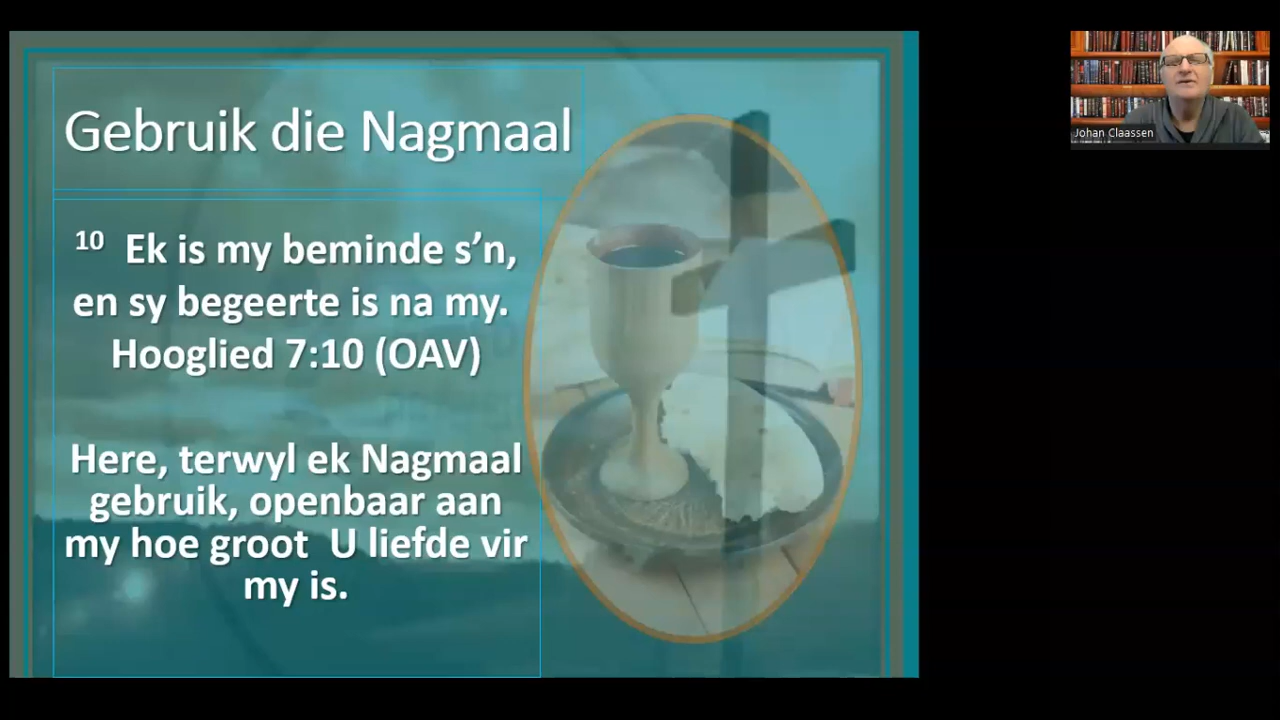 Gebruik die Nagmaal
10 Ek is my beminde s’n,
en sy begeerte is na my.
Hooglied 7:10 (OAV)
Here, terwyl ek Nagmaal
gebruik, openbaar aan
my hoe groot U liefde vir
my is.
Johan Claassen